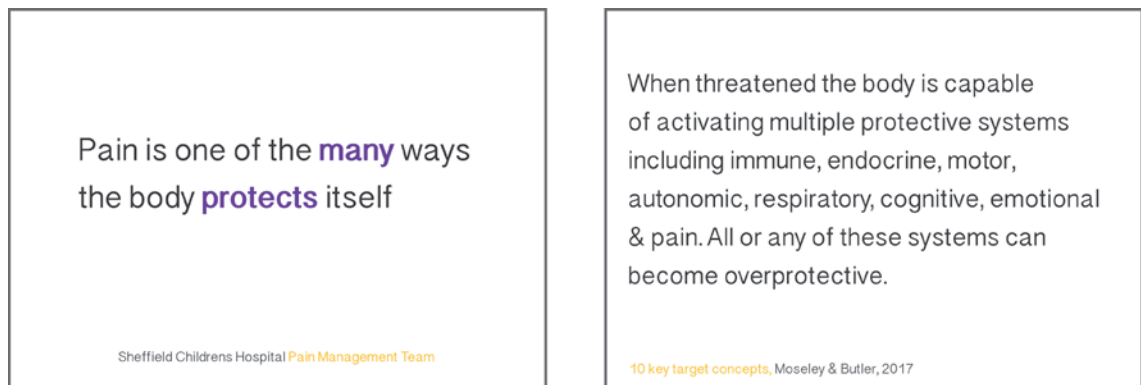 Pain is one of the many ways
the body protects itself
Sheffield Childrens Hospital Pain Management Team
When threatened the body is capable
of activating multiple protective systems
including immune, endocrine, motor,
autonomic, respiratory, cognitive, emotional
& pain. All or any of these systems can
become overprotective.
10 key target concepts, Moseley & Butler, 2017